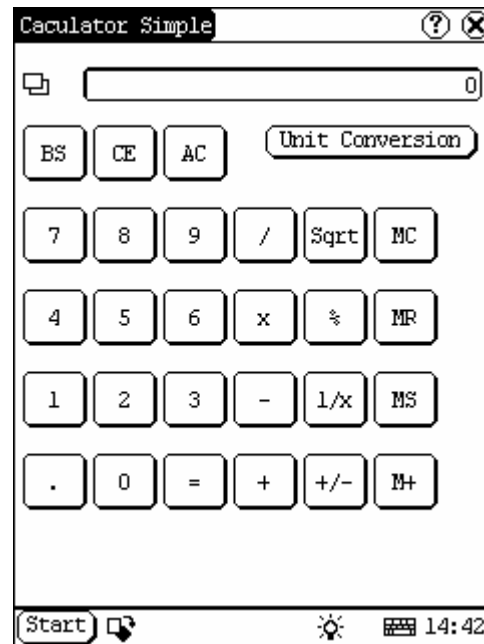 Caculator Simple ?
0
BS CE AC Unit Conversion
7 8 9 / Sqrt MC
4 5 6 x % MR
1 2 3 - 1/x MS
. 0 = + +/- M+
Start 14:42